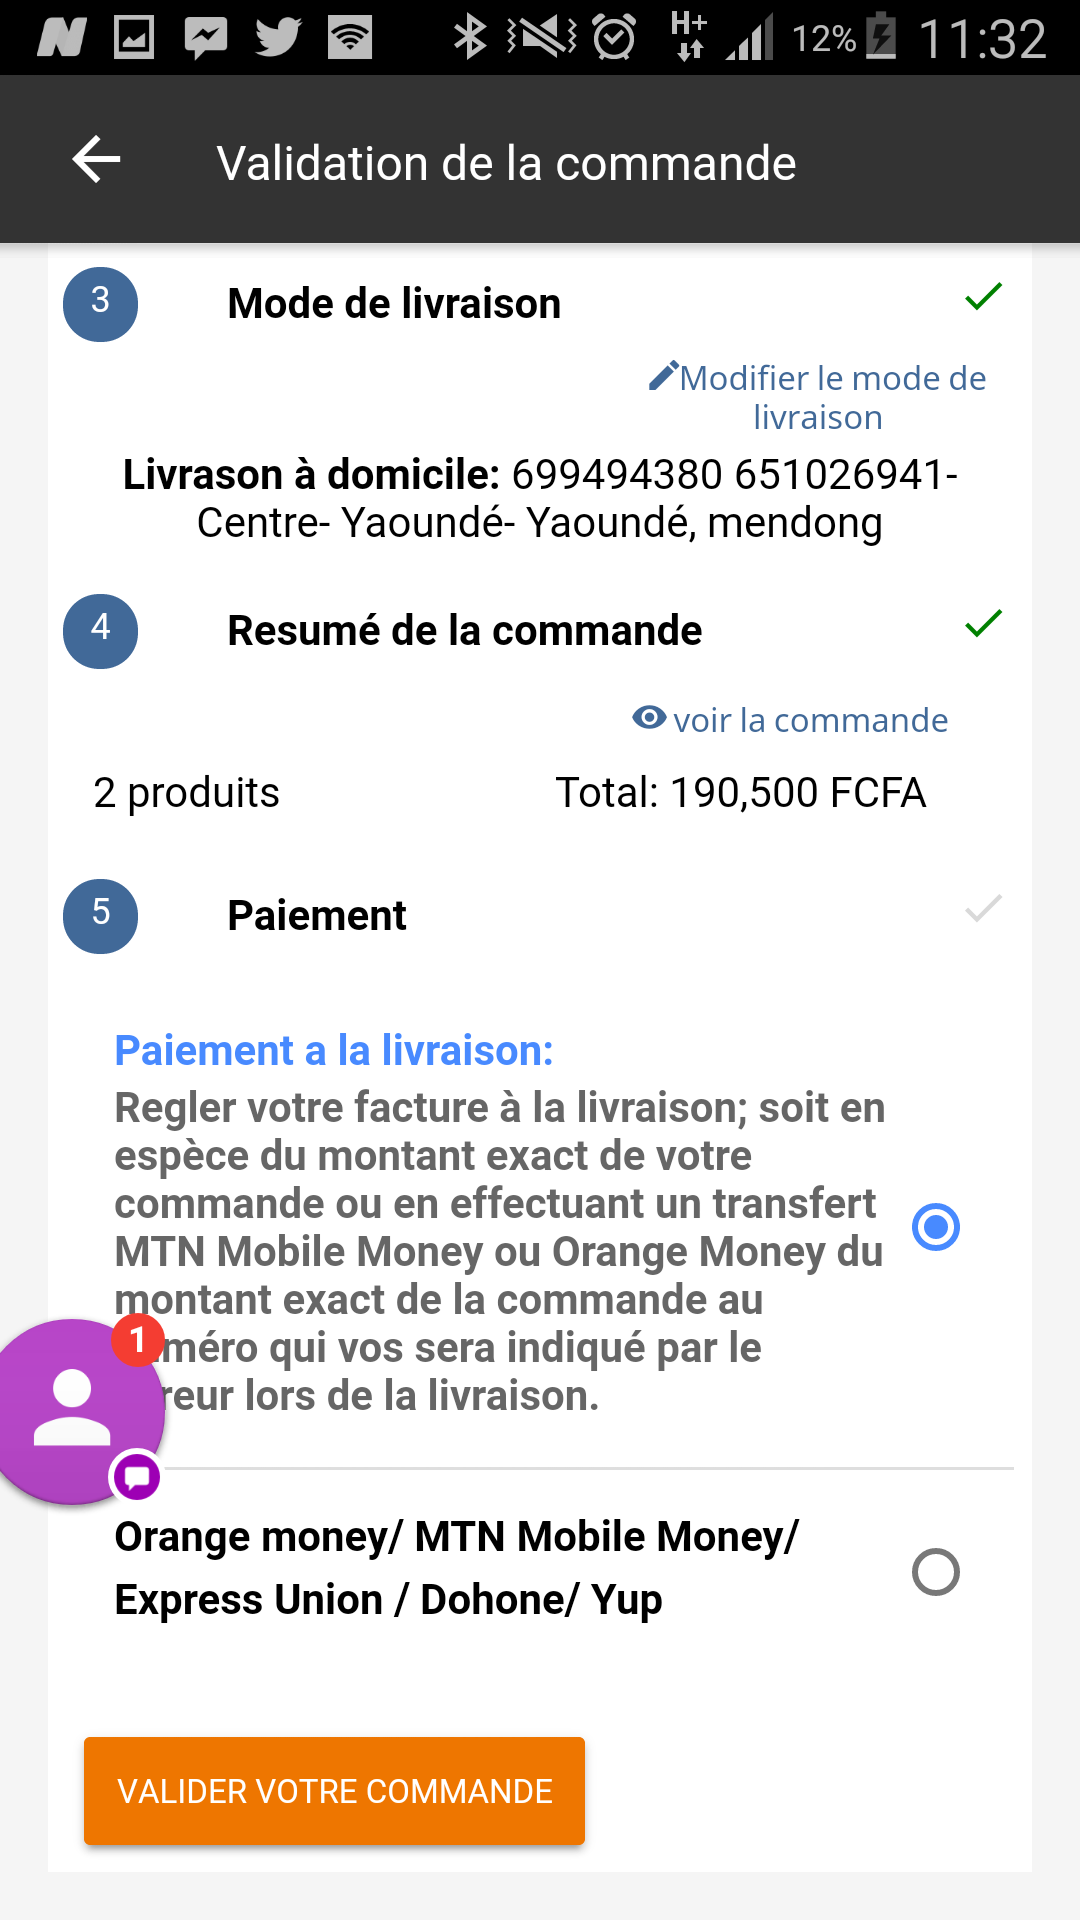 H+
12%
11:32
Validation de la commande
3
Mode de livraison
Modifier le mode de
livraison
Livrason à domicile: 699494380 651026941-
Centre- Yaoundé- Yaoundé, mendong
4
Resumé de la commande
voir la commande
2 produits
Total: 190,500 FCFA
5
Paiement
Paiement a la livraison:
Regler votre facture à la livraison; soit en
espèce du montant exact de votre
commande ou en effectuant un transfert
MTN Mobile Money ou Orange Money du
montant exact de la commande au
qui vos sera indiqué par le
lors de la livraison.
1
Orange money/ MTN Mobile Money/
Express Union / Dohone/ Yup
VALIDER VOTRE COMMANDE